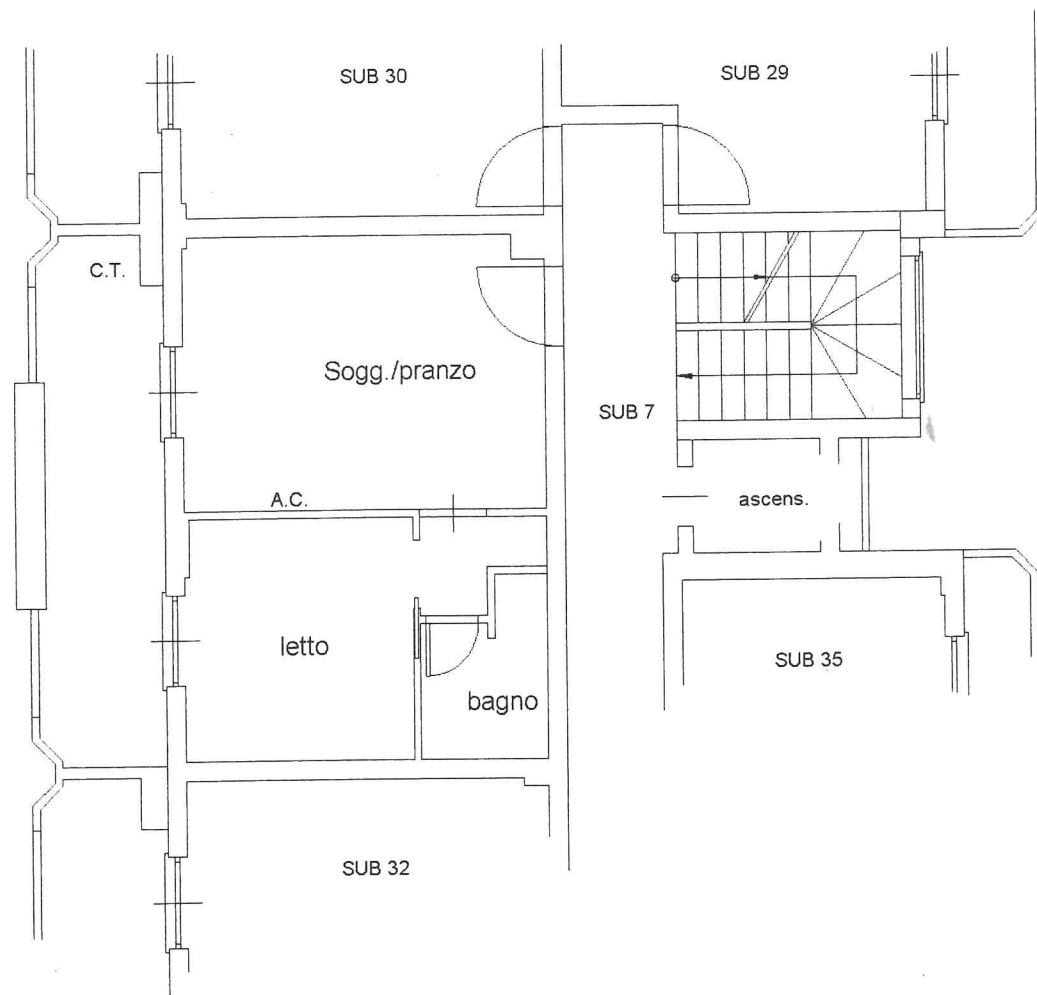 SUB 30
SUB 29
C.T.
Sogg./pranzo
SUB 7
A.C.
ascens.
letto
SUB 35
bagno
SUB 32